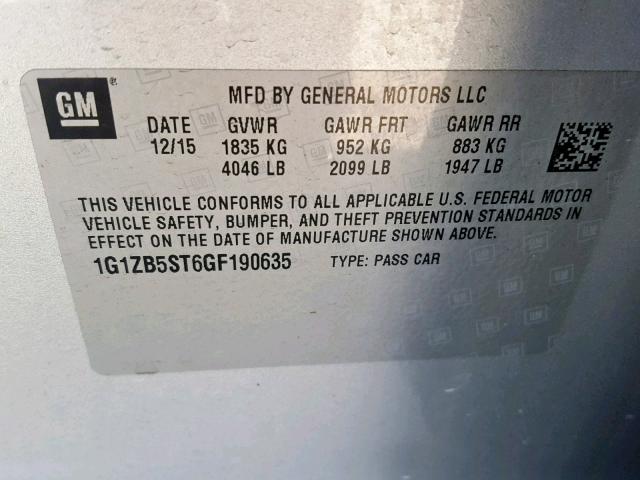 GM ®
MFD BY GENERAL MOTORS LLC
DATE GVWR GAWR FRT GAWR RR
12/15 1835 KG 952 KG 883 KG
4046 LB 2099 LB 1947 LB
THIS VEHICLE CONFORMS TO ALL APPLICABLE U.S. FEDERAL MOTOR
VEHICLE SAFETY, BUMPER, AND THEFT PREVENTION STANDARDS IN
EFFECT ON THE DATE OF MANUFACTURE SHOWN ABOVE.
1G1ZB5ST6GF190635 TYPE: PASS CAR